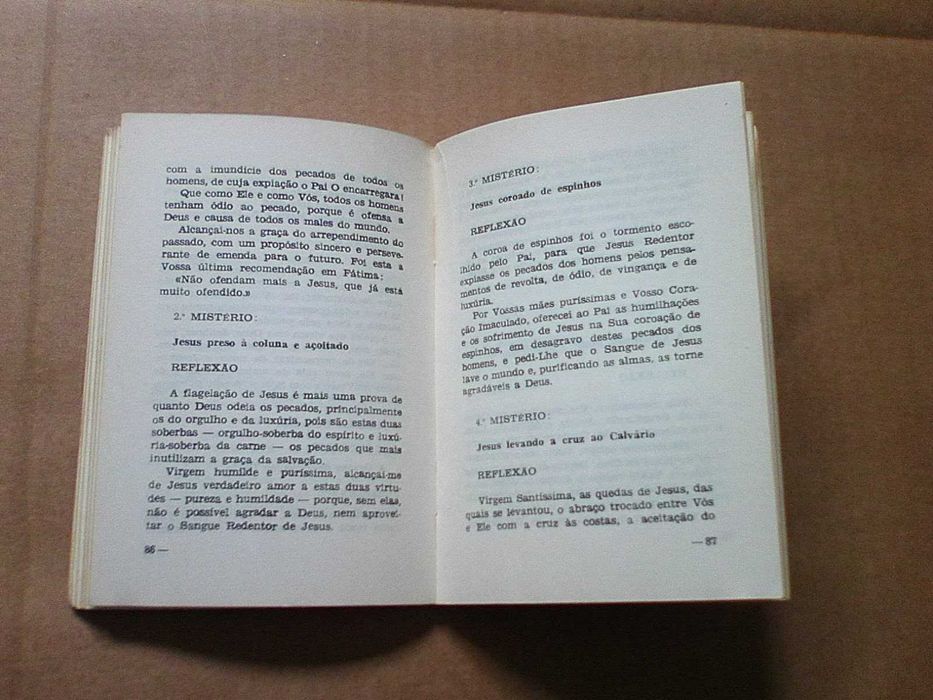 com a imundície dos pecados de todos os
homens, de cuja expiação o Pai O encarregara!
Que como Ele e como Vós, todos os homens
tenham ódio ao pecado, porque é ofensa a
Deus e causa de todos os males do mundo.
Alcançai-nos a graça do arrependimento do
passado, com um propósito sincero e perseve-
rante de emenda para o futuro. Foi esta a
Vossa última recomendação em Fátima:
«Não ofendam mais a Jesus, que já está
muito ofendido.»
2.º MISTÉRIO:
Jesus preso à coluna e açoitado
REFLEXÃO
A flagelação de Jesus é mais uma prova de
quanto Deus odeia os pecados, principalmente
os do orgulho e da luxúria, pois são estas duas
soberbas — orgulho-soberba do espírito e luxú-
ria-soberba da carne — os pecados que mais
inutilizam a graça da salvação.
Virgem humilde e puríssima, alcançai-me
de Jesus verdadeiro amor a estas duas virtu-
des — pureza e humildade — porque, sem elas,
não é possível agradar a Deus, nem aprovei-
tar o Sangue Redentor de Jesus.
86 —
3.º MISTÉRIO:
Jesus coroado de espinhos
REFLEXÃO
A coroa de espinhos foi o tormento esco-
lhido pelo Pai, para que Jesus Redentor
expiasse os pecados dos homens pelos pensa-
mentos de revolta, de ódio, de vingança e de
luxúria.
Por Vossas mães puríssimas e Vosso Cora-
ção Imaculado, oferecei ao Pai as humilhações
e os sofrimento de Jesus na Sua coroação de
espinhos, em desagravo destes pecados dos
homens, e pedi-Lhe que o Sangue de Jesus
lave o mundo e, purificando as almas, as torne
agradáveis a Deus.
4.º MISTÉRIO:
Jesus levando a cruz ao Calvário
REFLEXÃO
Virgem Santíssima, as quedas de Jesus, das
quais se levantou, o abraço trocado entre Vós
e Ele com a cruz às costas, a aceitação do
— 87